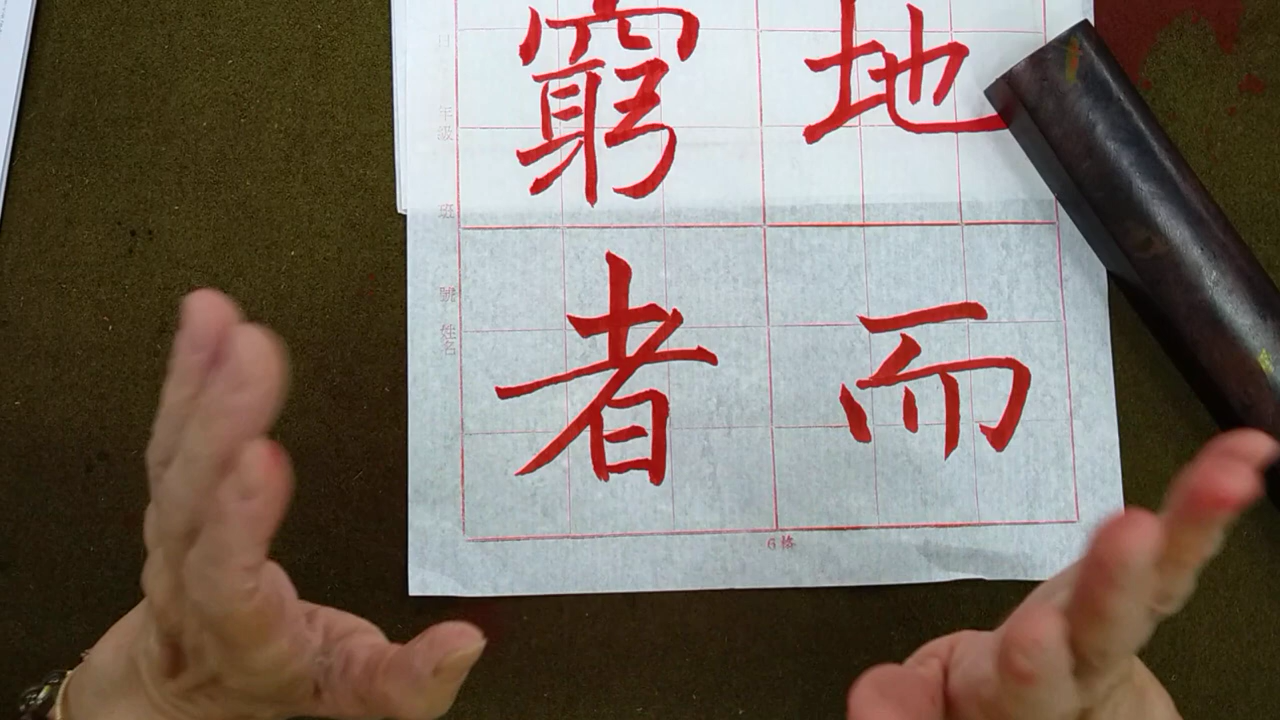 地而
窮者
年級 班 號 姓名
6格